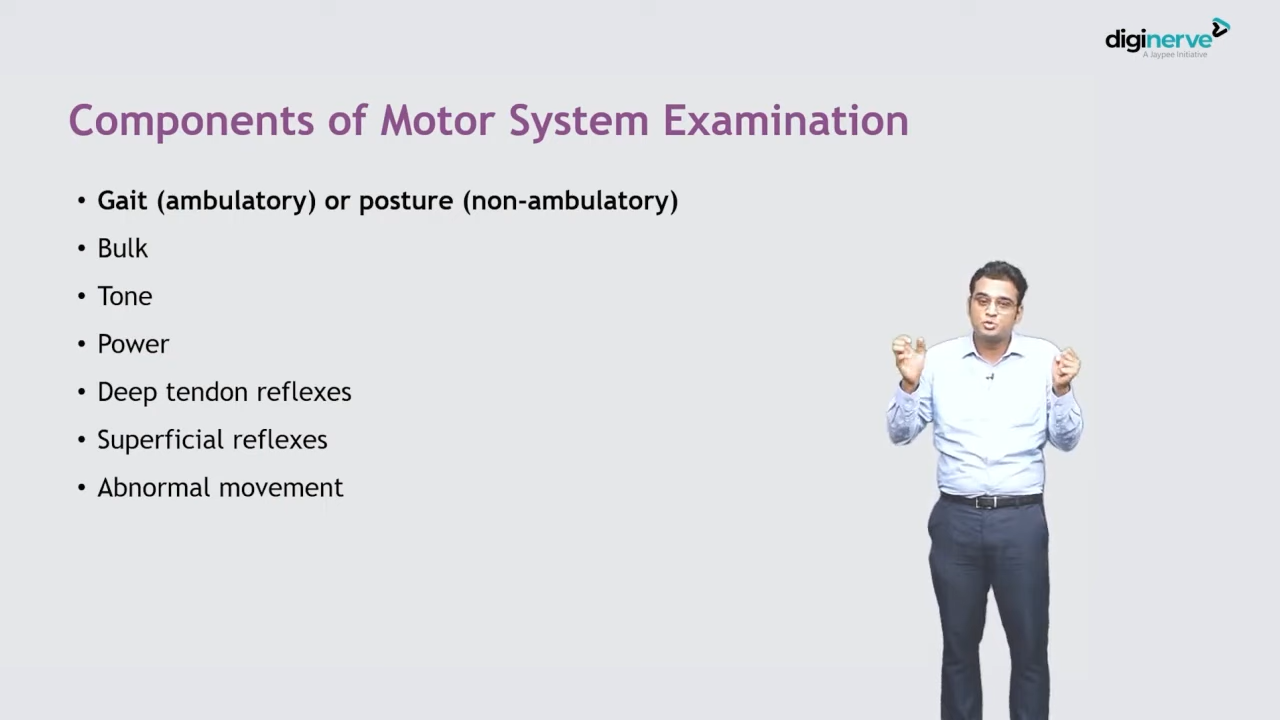 diginerve
A Jaypee Initiative
Components of Motor System Examination
• Gait (ambulatory) or posture (non-ambulatory)
• Bulk
• Tone
• Power
• Deep tendon reflexes
• Superficial reflexes
• Abnormal movement